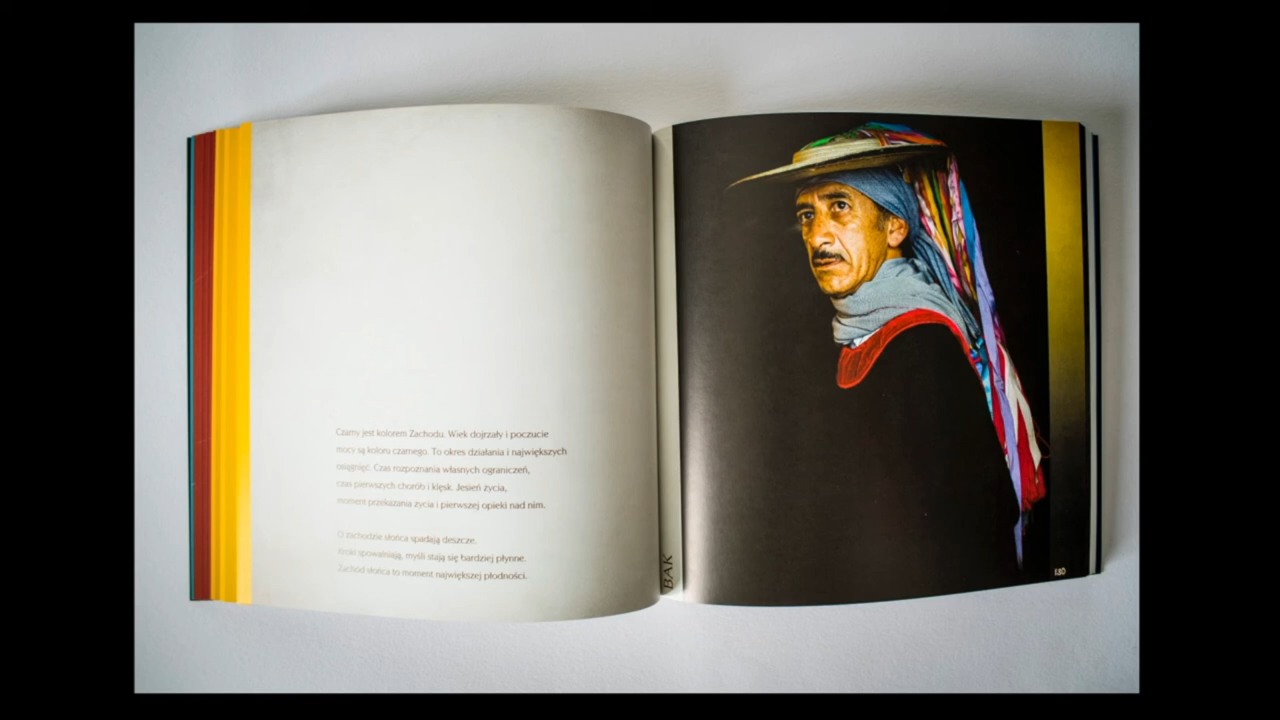 Czarny jest kolorem Zachodu. Wiek dojrzały i poczucie
mocy są koloru czarnego. To okres działania i największych
osiągnięć. Czas rozpoznania własnych ograniczeń,
czas pierwszych chorób i klęsk. Jesień życia,
moment przekazania życia i pierwszej opieki nad nim.
O zachodzie słońca spadają deszcze.
Kroki spowalniają, myśli stają się bardziej płynne.
Zachód słońca to moment największej płodności.
BAK
130